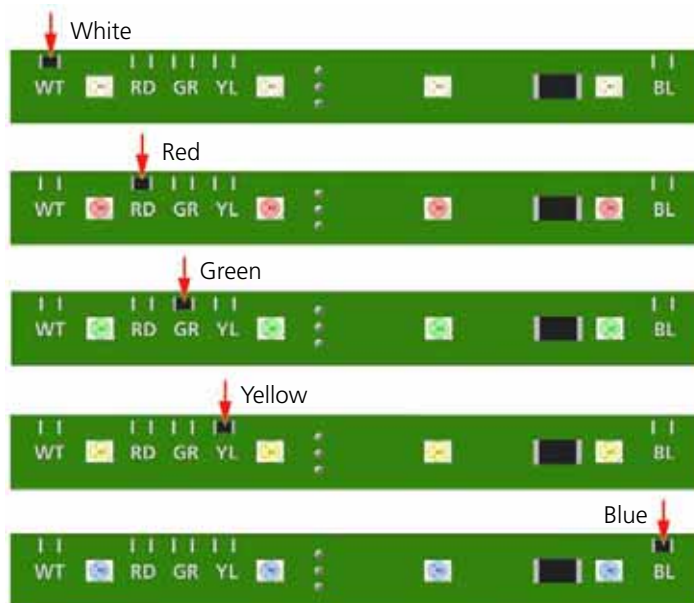 White
WT RD GR YL BL
Red
WT RD GR YL BL
Green
WT RD GR YL BL
Yellow
WT RD GR YL BL
Blue
WT RD GR YL BL